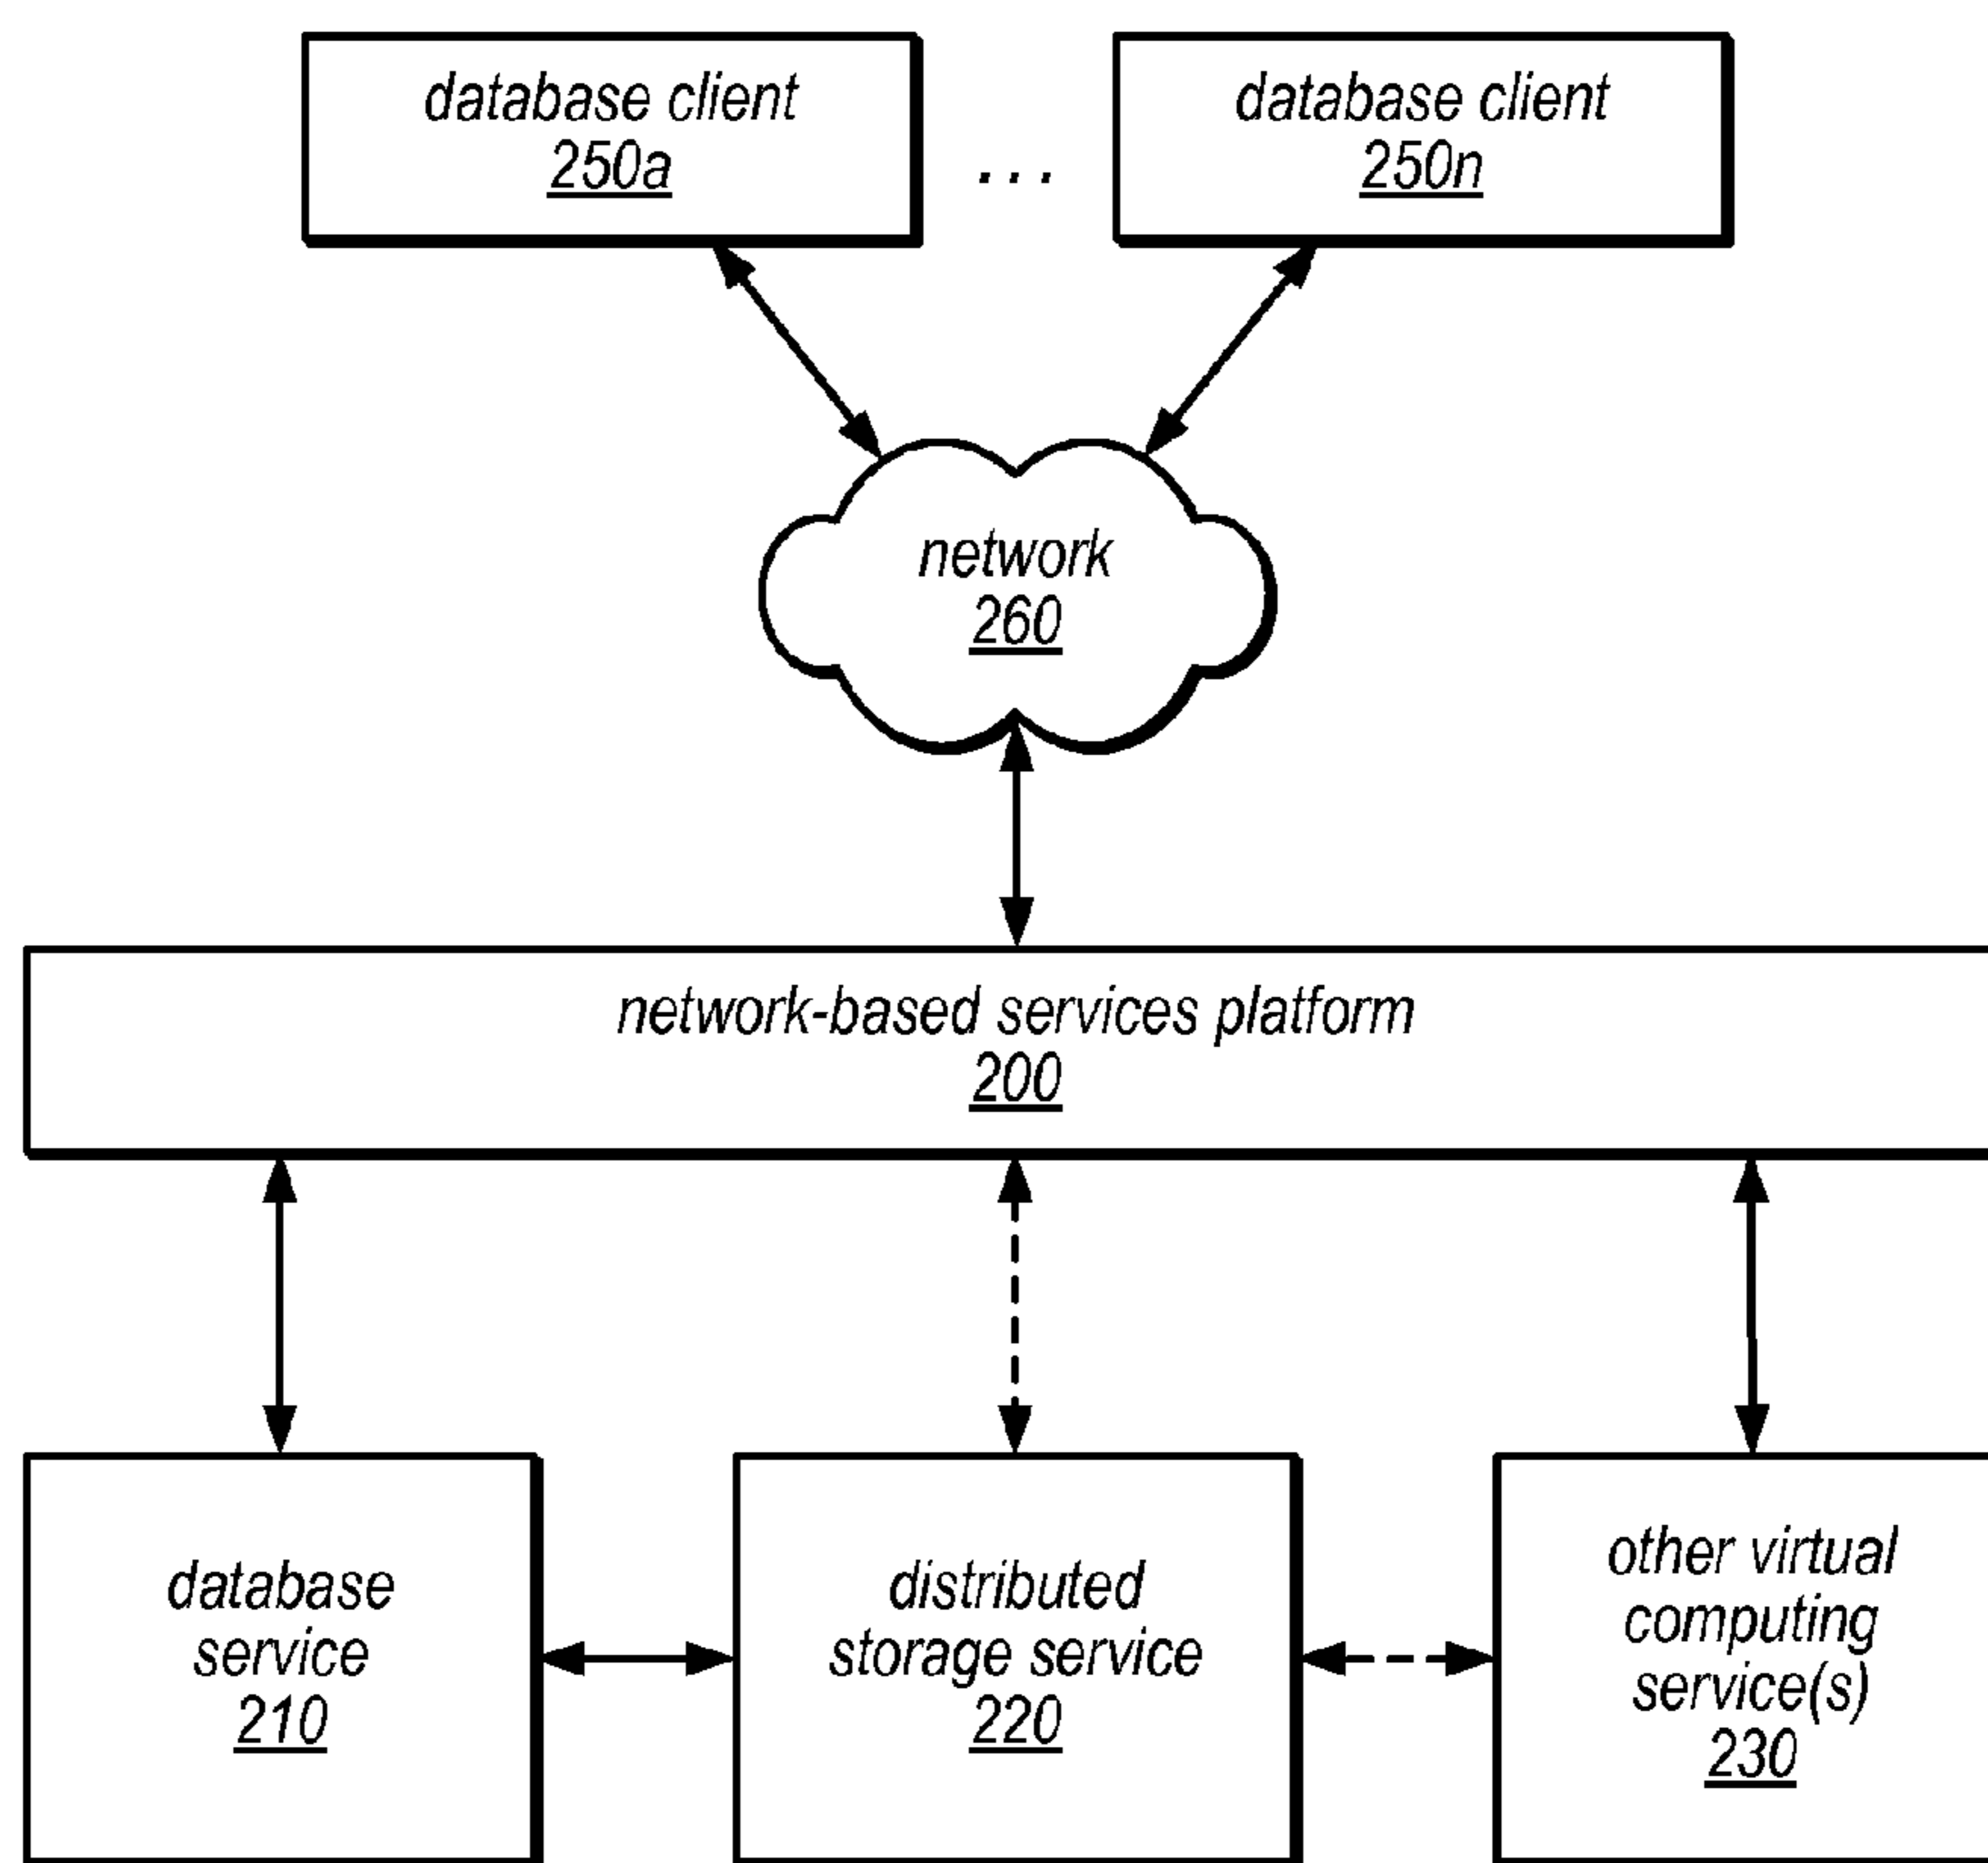 database client
250a
. . .
database client
250n
network
260
network-based services platform
200
database
service
210
distributed
storage service
220
other virtual
computing
service(s)
230